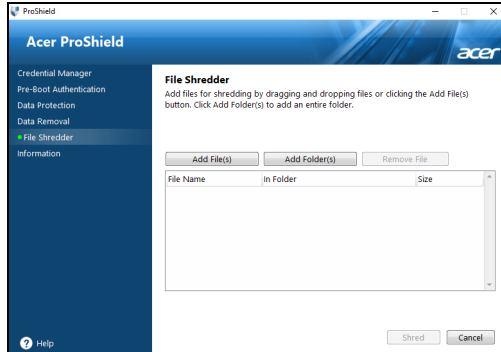 ProShield
Acer ProShield
acer
Credential Manager
Pre-Boot Authentication
Data Protection
Data Removal
File Shredder
Information
Help
File Shredder
Add files for shredding by dragging and dropping files or clicking the Add File(s)
button. Click Add Folder(s) to add an entire folder.
Add File(s)
Add Folder(s)
Remove File
File Name
In Folder
Size
Shred
Cancel